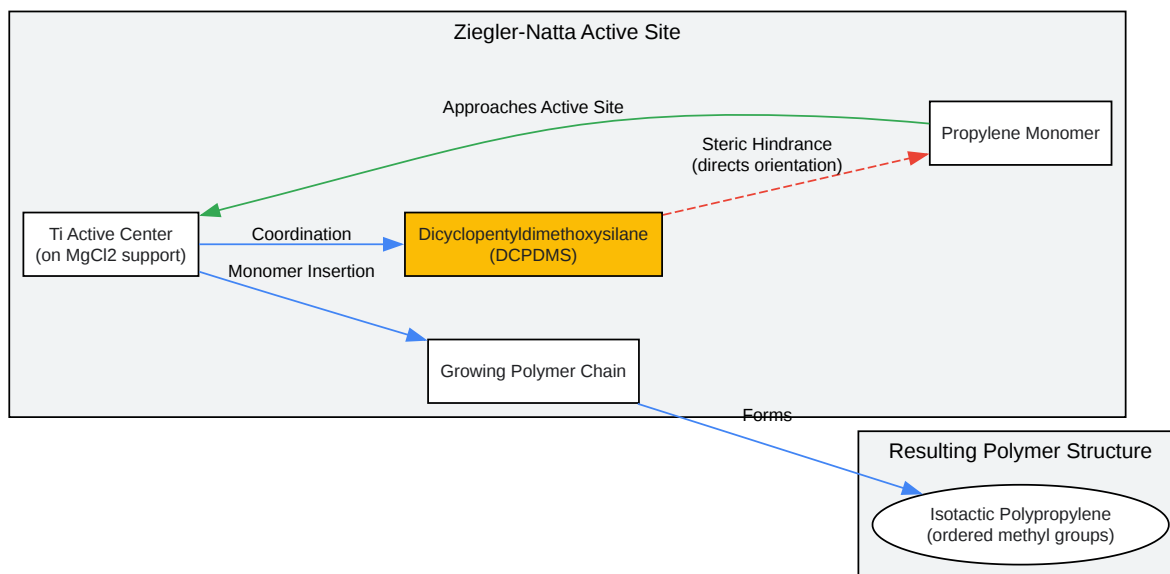 Ziegler-Natta Active Site
Approaches Active Site
Propylene Monomer
Steric Hindrance
(directs orientation)
Ti Active Center
(on MgCl2 support)
Coordination
Dicyclopentyldimethoxysilane
(DCPDMS)
Monomer Insertion
Growing Polymer Chain
Forms
Resulting Polymer Structure
Isotactic Polypropylene
(ordered methyl groups)